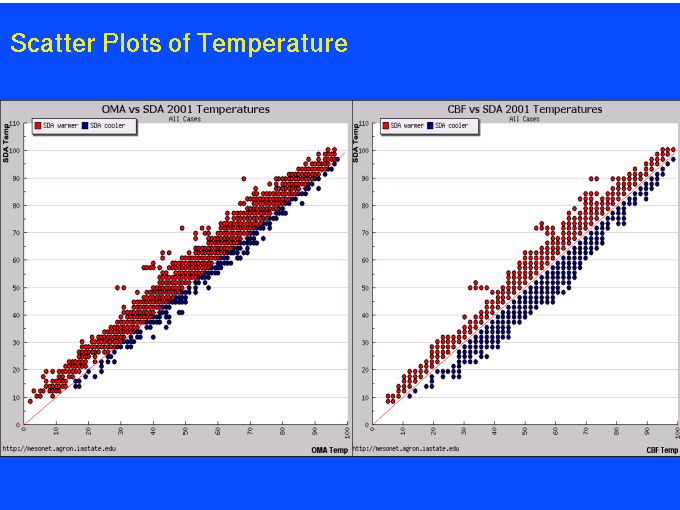 Scatter Plots of Temperature
OMA vs SDA 2001 Temperatures
All Cases
SDA warmer SDA cooler
SDA Temp
110
100
90
80
70
60
50
40
30
20
10
0
0 10 20 30 40 50 60 70 80 90 100
http://mesonet.agron.iastate.edu
OMA Temp
CBF vs SDA 2001 Temperatures
All Cases
SDA warmer SDA cooler
SDA Temp
110
100
90
80
70
60
50
40
30
20
10
0
0 10 20 30 40 50 60 70 80 90 100
http://mesonet.agron.iastate.edu
CBF Temp